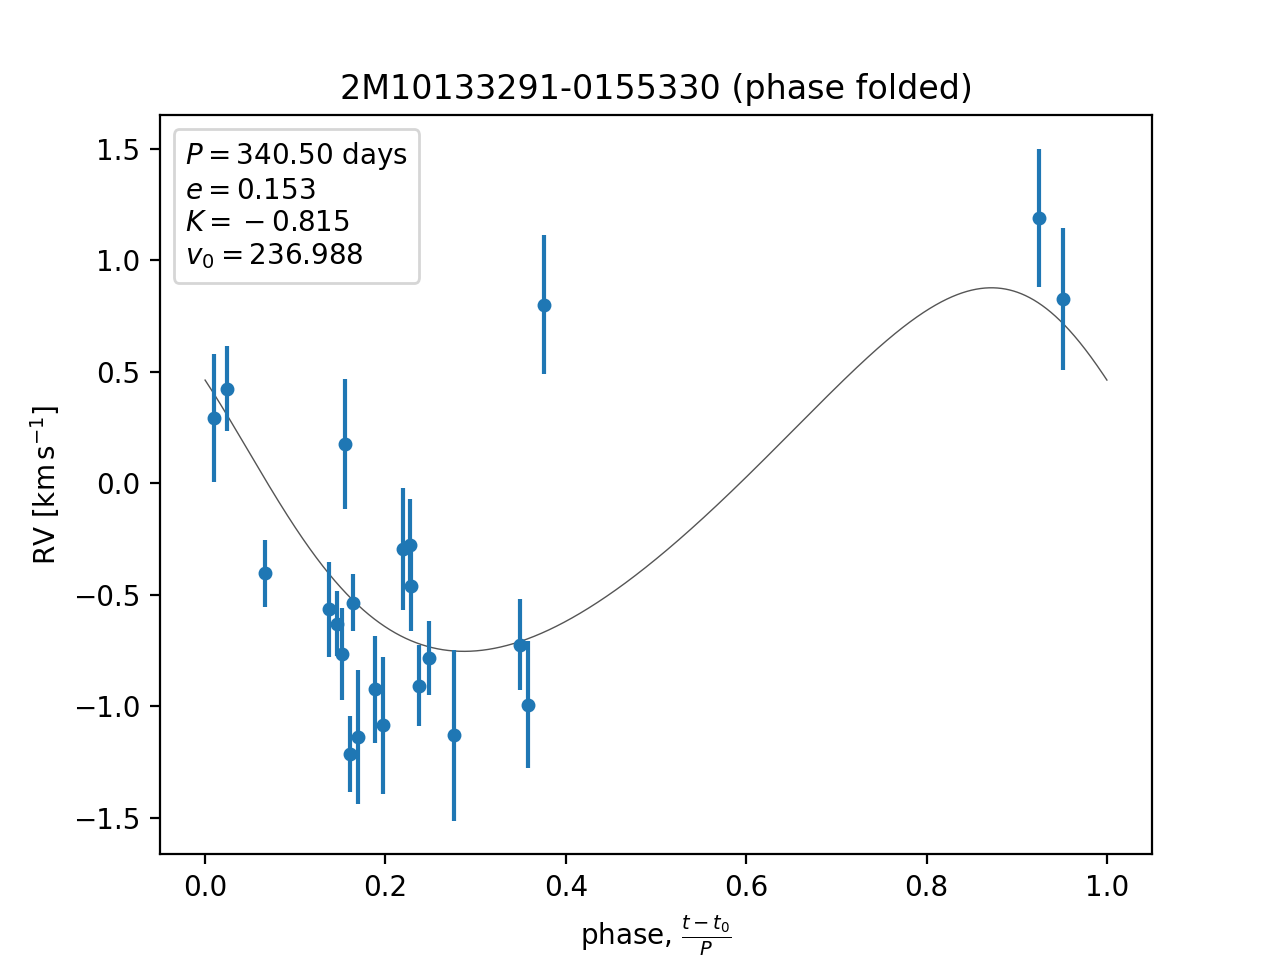 2M10133291-0155330 (phase folded)
P = 340.50 days
e = 0.153
K = −0.815
v₀ = 236.988
1.5
1.0
0.5
0.0
−0.5
−1.0
−1.5
RV [km s⁻¹]
0.0 0.2 0.4 0.6 0.8 1.0
phase, (t − t₀)/P